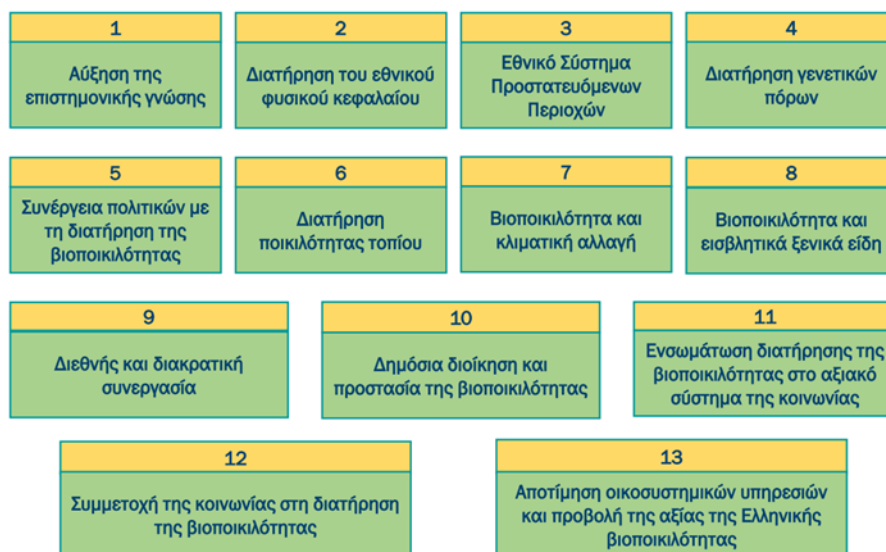 1
Αύξηση της
επιστημονικής γνώσης
2
Διατήρηση του εθνικού
φυσικού κεφαλαίου
3
Εθνικό Σύστημα
Προστατευόμενων
Περιοχών
4
Διατήρηση γενετικών
πόρων
5
Συνέργεια πολιτικών με
τη διατήρηση της
βιοποικιλότητας
6
Διατήρηση
ποικιλότητας τοπίου
7
Βιοποικιλότητα και
κλιματική αλλαγή
8
Βιοποικιλότητα και
εισβλητικά ξενικά είδη
9
Διεθνής και διακρατική
συνεργασία
10
Δημόσια διοίκηση και
προστασία της βιοποικιλότητας
11
Ενσωμάτωση διατήρησης της
βιοποικιλότητας στο αξιακό
σύστημα της κοινωνίας
12
Συμμετοχή της κοινωνίας στη διατήρηση
της βιοποικιλότητας
13
Αποτίμηση οικοσυστημικών υπηρεσιών
και προβολή της αξίας της Ελληνικής
βιοποικιλότητας